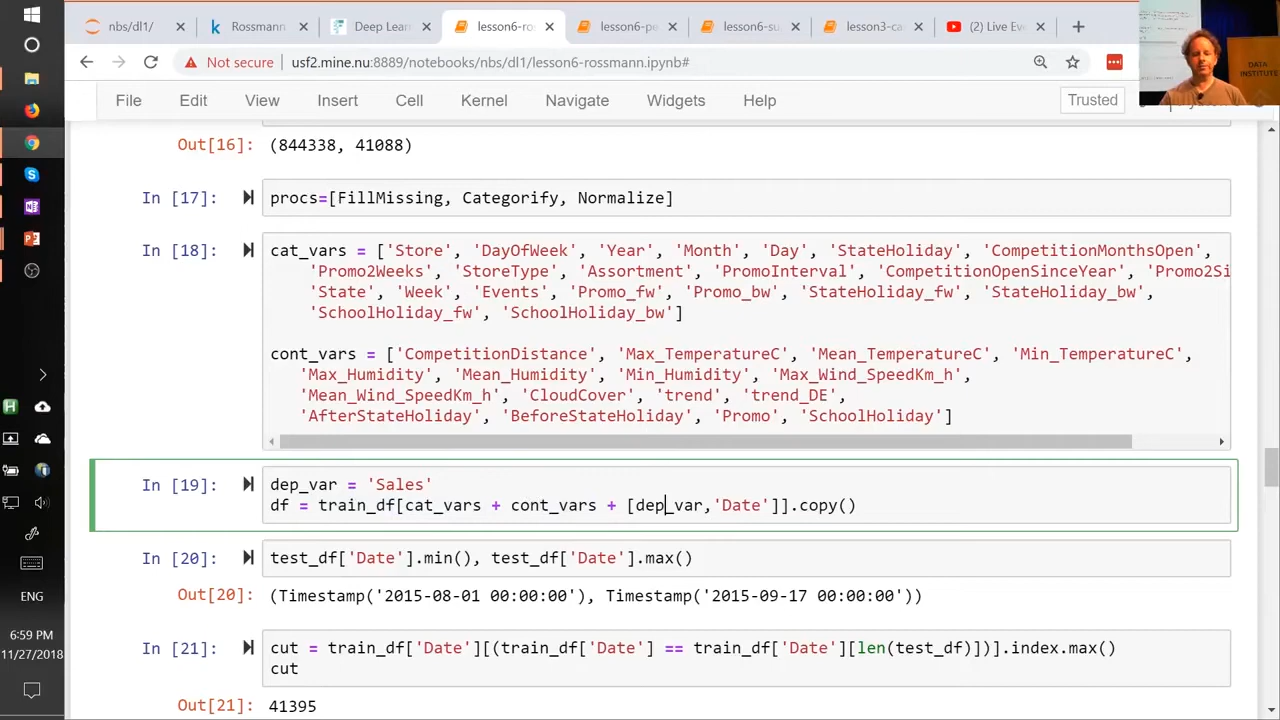 nbs/dl1/
Rossmann
Deep Lear
lesson6-ro
lesson6-pe
lesson6-su
lesson-ca
(2) Live Eve
Not secure
usf2.mine.nu:8889/notebooks/nbs/dl1/lesson6-rossmann.ipynb#
DATA
INSTITUTE
File Edit View Insert Cell Kernel Navigate Widgets Help
Trusted
Out[16]: (844338, 41088)
In [17]: procs=[FillMissing, Categorify, Normalize]
In [18]: cat_vars = ['Store', 'DayOfWeek', 'Year', 'Month', 'Day', 'StateHoliday', 'CompetitionMonthsOpen',
'Promo2Weeks', 'StoreType', 'Assortment', 'PromoInterval', 'CompetitionOpenSinceYear', 'Promo2Si
'State', 'Week', 'Events', 'Promo_fw', 'Promo_bw', 'StateHoliday_fw', 'StateHoliday_bw',
'SchoolHoliday_fw', 'SchoolHoliday_bw']
cont_vars = ['CompetitionDistance', 'Max_TemperatureC', 'Mean_TemperatureC', 'Min_TemperatureC',
'Max_Humidity', 'Mean_Humidity', 'Min_Humidity', 'Max_Wind_SpeedKm_h',
'Mean_Wind_SpeedKm_h', 'CloudCover', 'trend', 'trend_DE',
'AfterStateHoliday', 'BeforeStateHoliday', 'Promo', 'SchoolHoliday']
In [19]: dep_var = 'Sales'
df = train_df[cat_vars + cont_vars + [dep_var,'Date']].copy()
In [20]: test_df['Date'].min(), test_df['Date'].max()
Out[20]: (Timestamp('2015-08-01 00:00:00'), Timestamp('2015-09-17 00:00:00'))
In [21]: cut = train_df['Date'][(train_df['Date'] == train_df['Date'][len(test_df)])].index.max()
cut
Out[21]: 41395
ENG
6:59 PM
11/27/2018